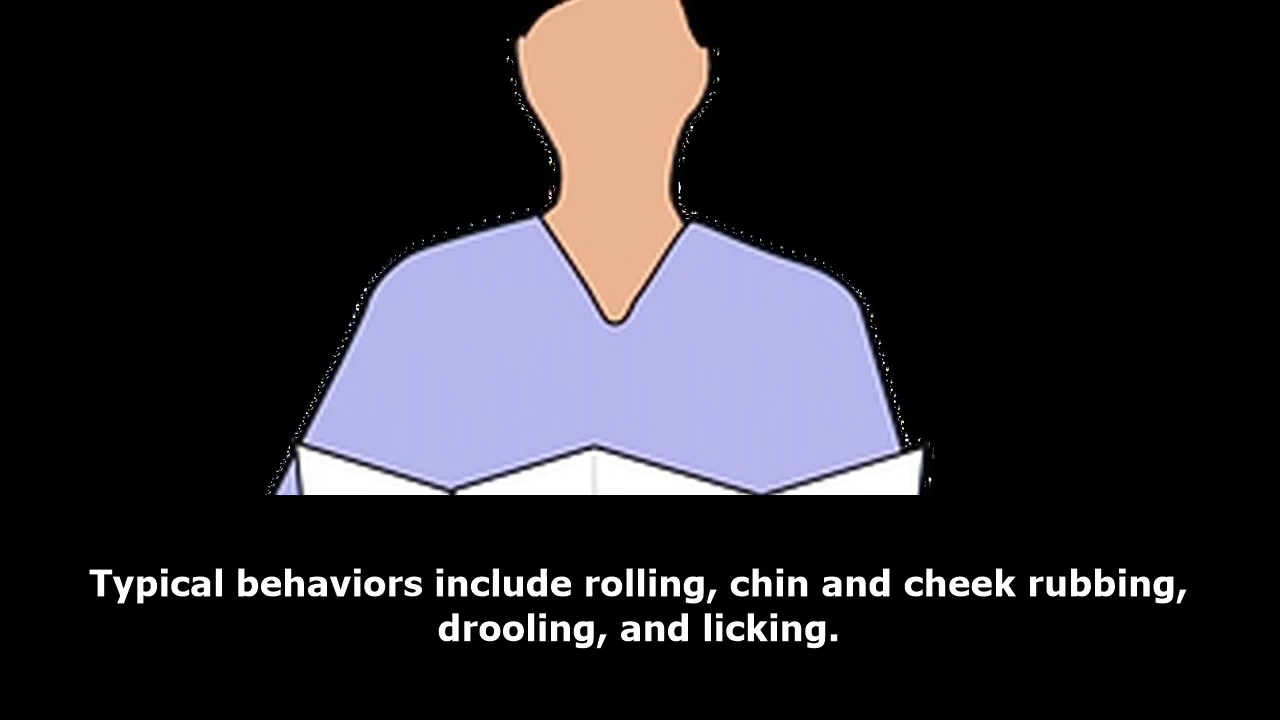 Typical behaviors include rolling, chin and cheek rubbing,
drooling, and licking.